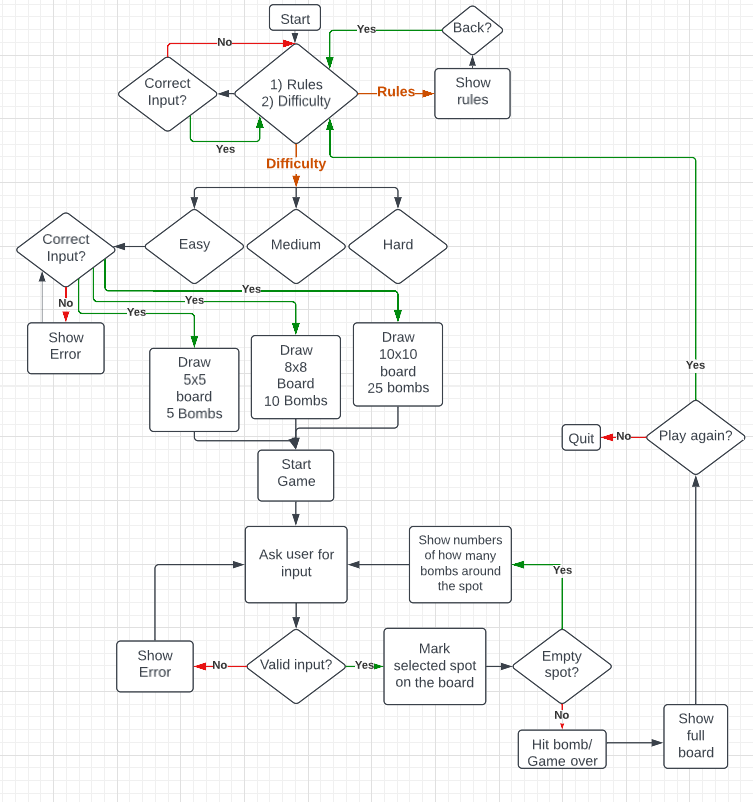 Start
Back?
Yes
No
Correct
Input?
1) Rules
2) Difficulty
Rules
Show
rules
Yes
Difficulty
Easy
Medium
Hard
Correct
Input?
Yes
Yes
Yes
No
Show
Error
Draw
5x5
board
5 Bombs
Draw
8x8
Board
10 Bombs
Draw
10x10
board
25 bombs
Yes
Play again?
No
Quit
Start
Game
Ask user for
input
Show numbers
of how many
bombs around
the spot
Yes
Show
Error
No
Valid input?
Yes
Mark
selected spot
on the board
Empty
spot?
No
Hit bomb/
Game over
Show
full
board